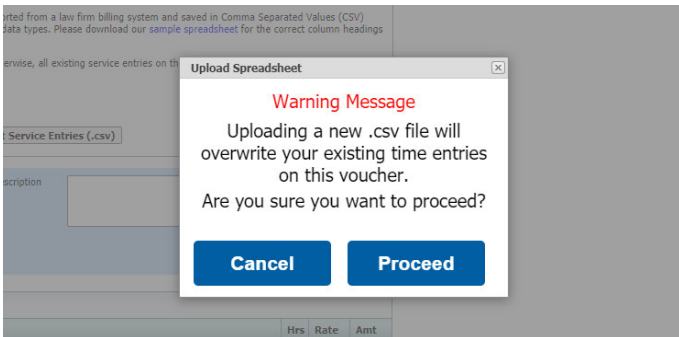 orted from a law firm billing system and saved in Comma Separated Values (CSV)
data types. Please download our sample spreadsheet for the correct column headings
erwise, all existing service entries on th
Upload Spreadsheet
Warning Message
Uploading a new .csv file will
overwrite your existing time entries
on this voucher.
Are you sure you want to proceed?
Cancel Proceed
t Service Entries (.csv)
scription
Hrs Rate Amt